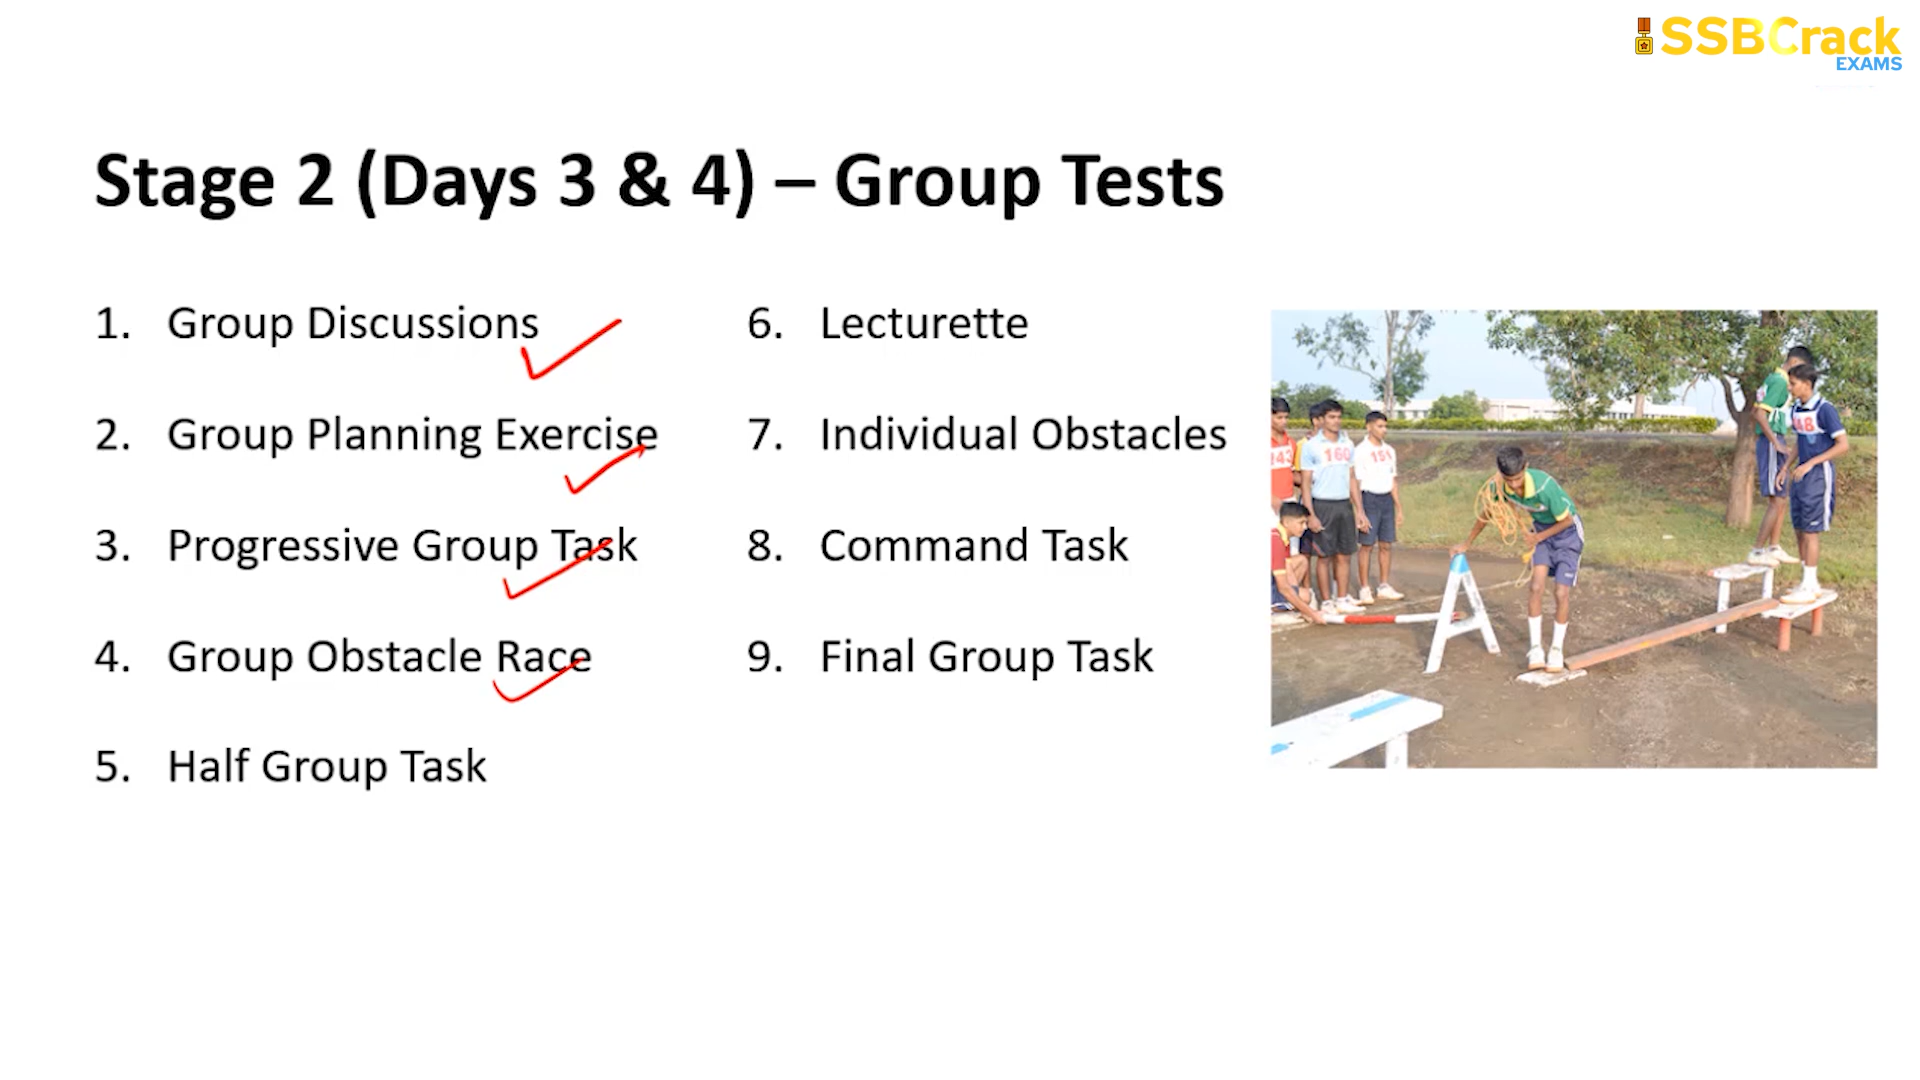 SSBCrack
EXAMS
Stage 2 (Days 3 & 4) – Group Tests
1. Group Discussions
2. Group Planning Exercise
3. Progressive Group Task
4. Group Obstacle Race
5. Half Group Task
6. Lecturette
7. Individual Obstacles
8. Command Task
9. Final Group Task
160
151
48